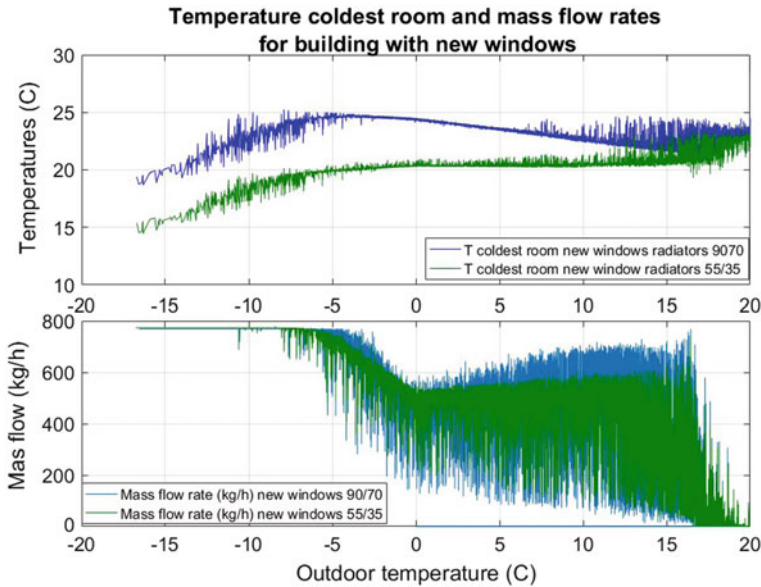 Temperature coldest room and mass flow rates
for building with new windows
30
25
20
15
10
Temperatures (C)
T coldest room new windows radiators 9070
T coldest room new window radiators 55/35
-20 -15 -10 -5 0 5 10 15 20
800
600
400
200
0
Mas flow (kg/h)
Mass flow rate (kg/h) new windows 90/70
Mass flow rate (kg/h) new windows 55/35
-20 -15 -10 -5 0 5 10 15 20
Outdoor temperature (C)